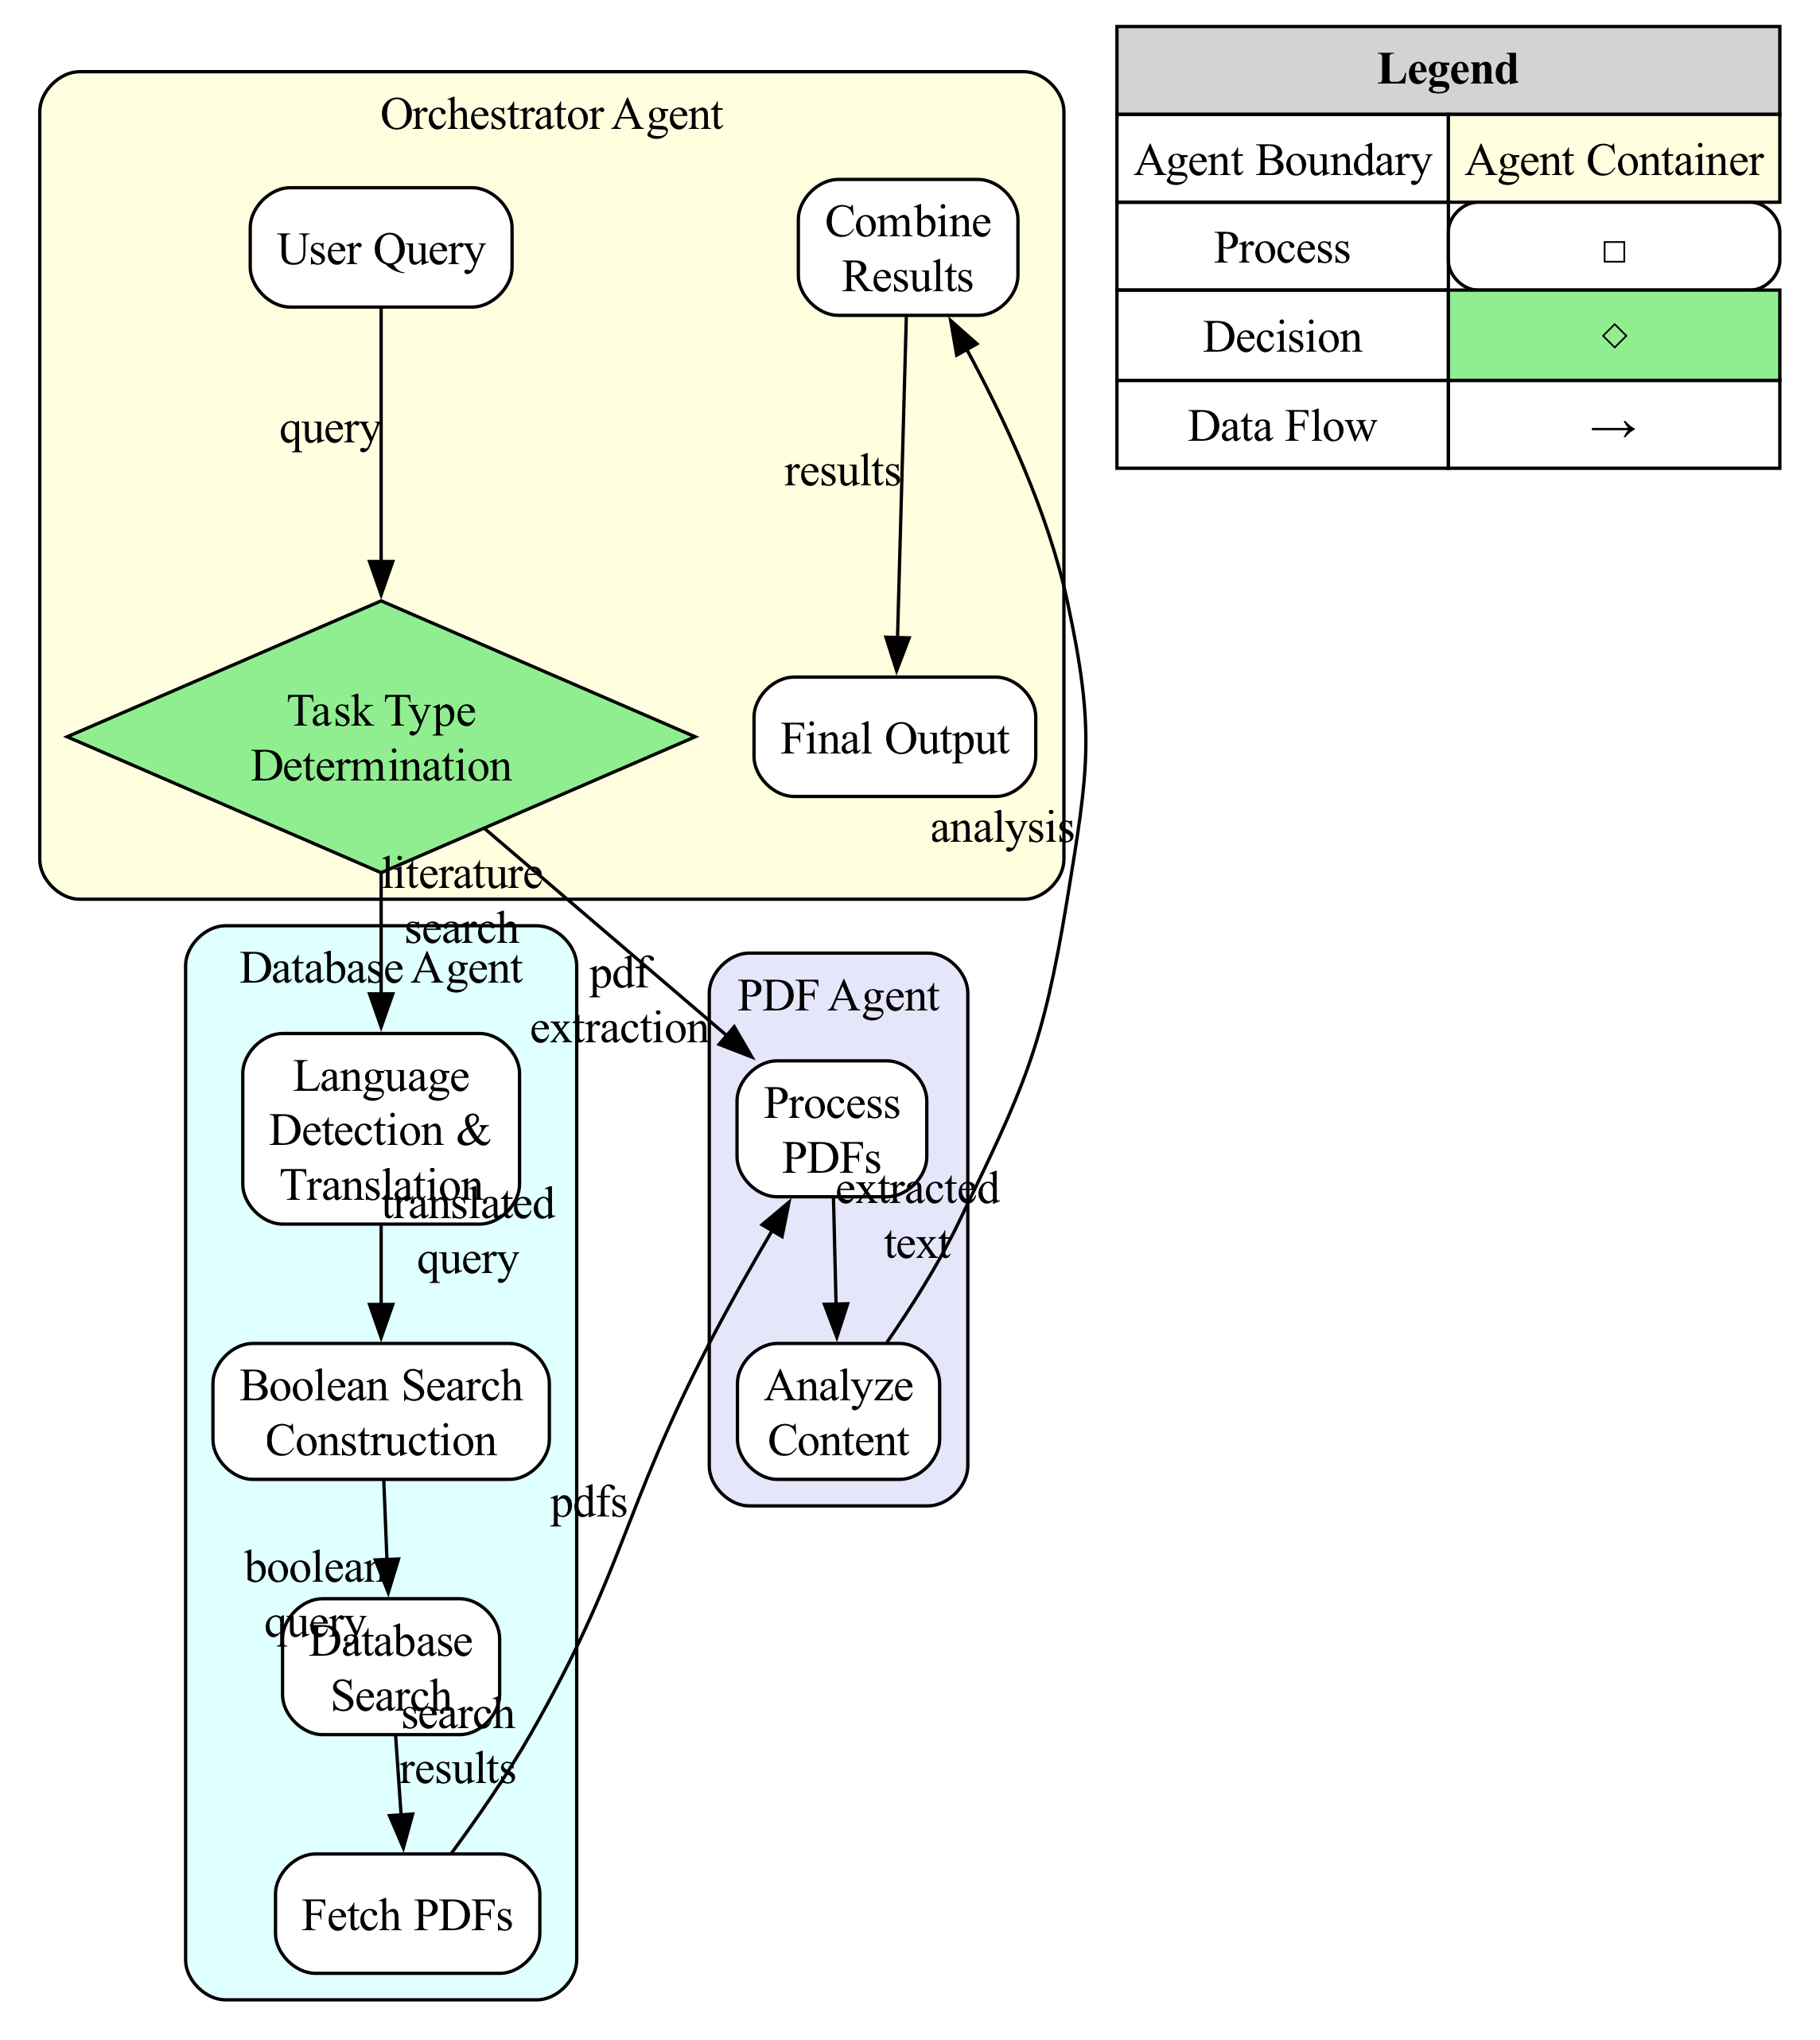 Orchestrator Agent
User Query
Combine
Results
query
results
Task Type
Determination
Final Output
analysis
literature
search
pdf
extraction
Database Agent
Language
Detection &
Translation
translated
query
Boolean Search
Construction
boolean
query
Database
Search
search
results
Fetch PDFs
pdfs
PDF Agent
Process
PDFs
extracted
text
Analyze
Content
Legend
Agent Boundary Agent Container
Process □
Decision ◇
Data Flow →